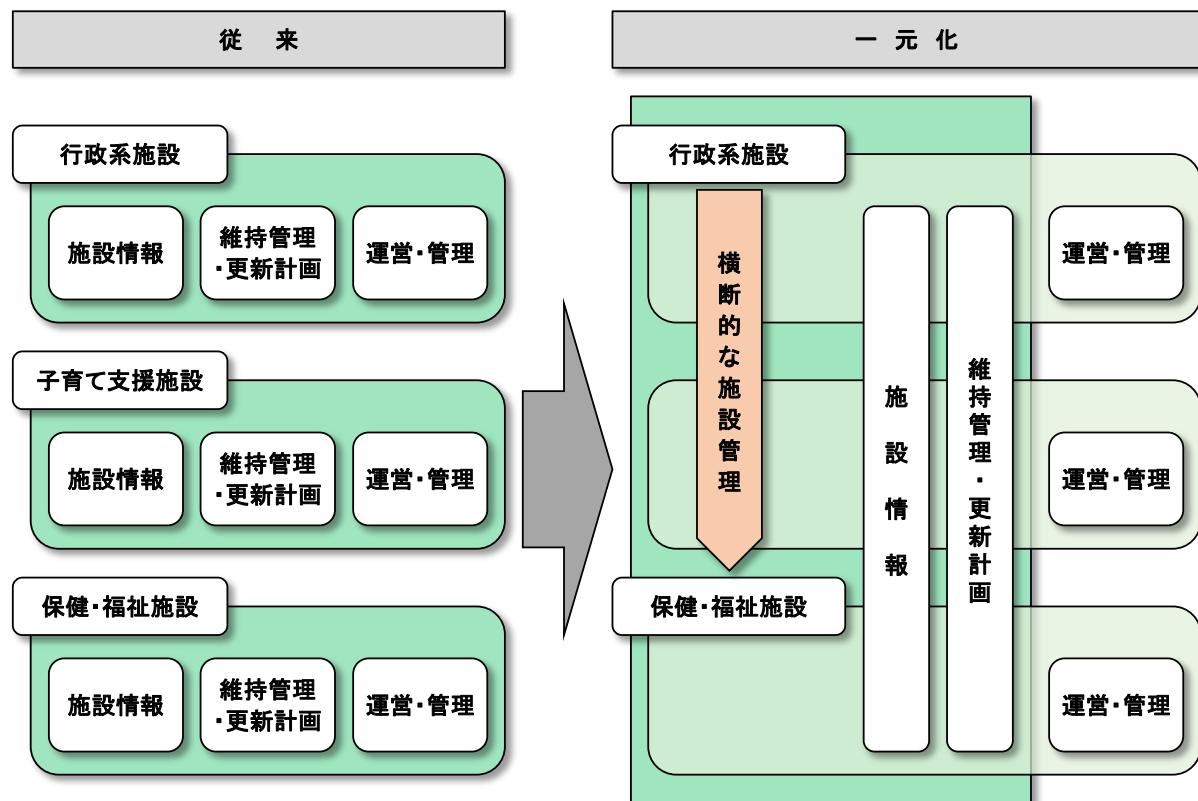 従 来
行政系施設
施設情報
維持管理
・更新計画
運営・管理
子育て支援施設
施設情報
維持管理
・更新計画
運営・管理
保健・福祉施設
施設情報
維持管理
・更新計画
運営・管理
一 元 化
行政系施設
横断的な施設管理
施設情報
維持管理・更新計画
運営・管理
運営・管理
保健・福祉施設
運営・管理